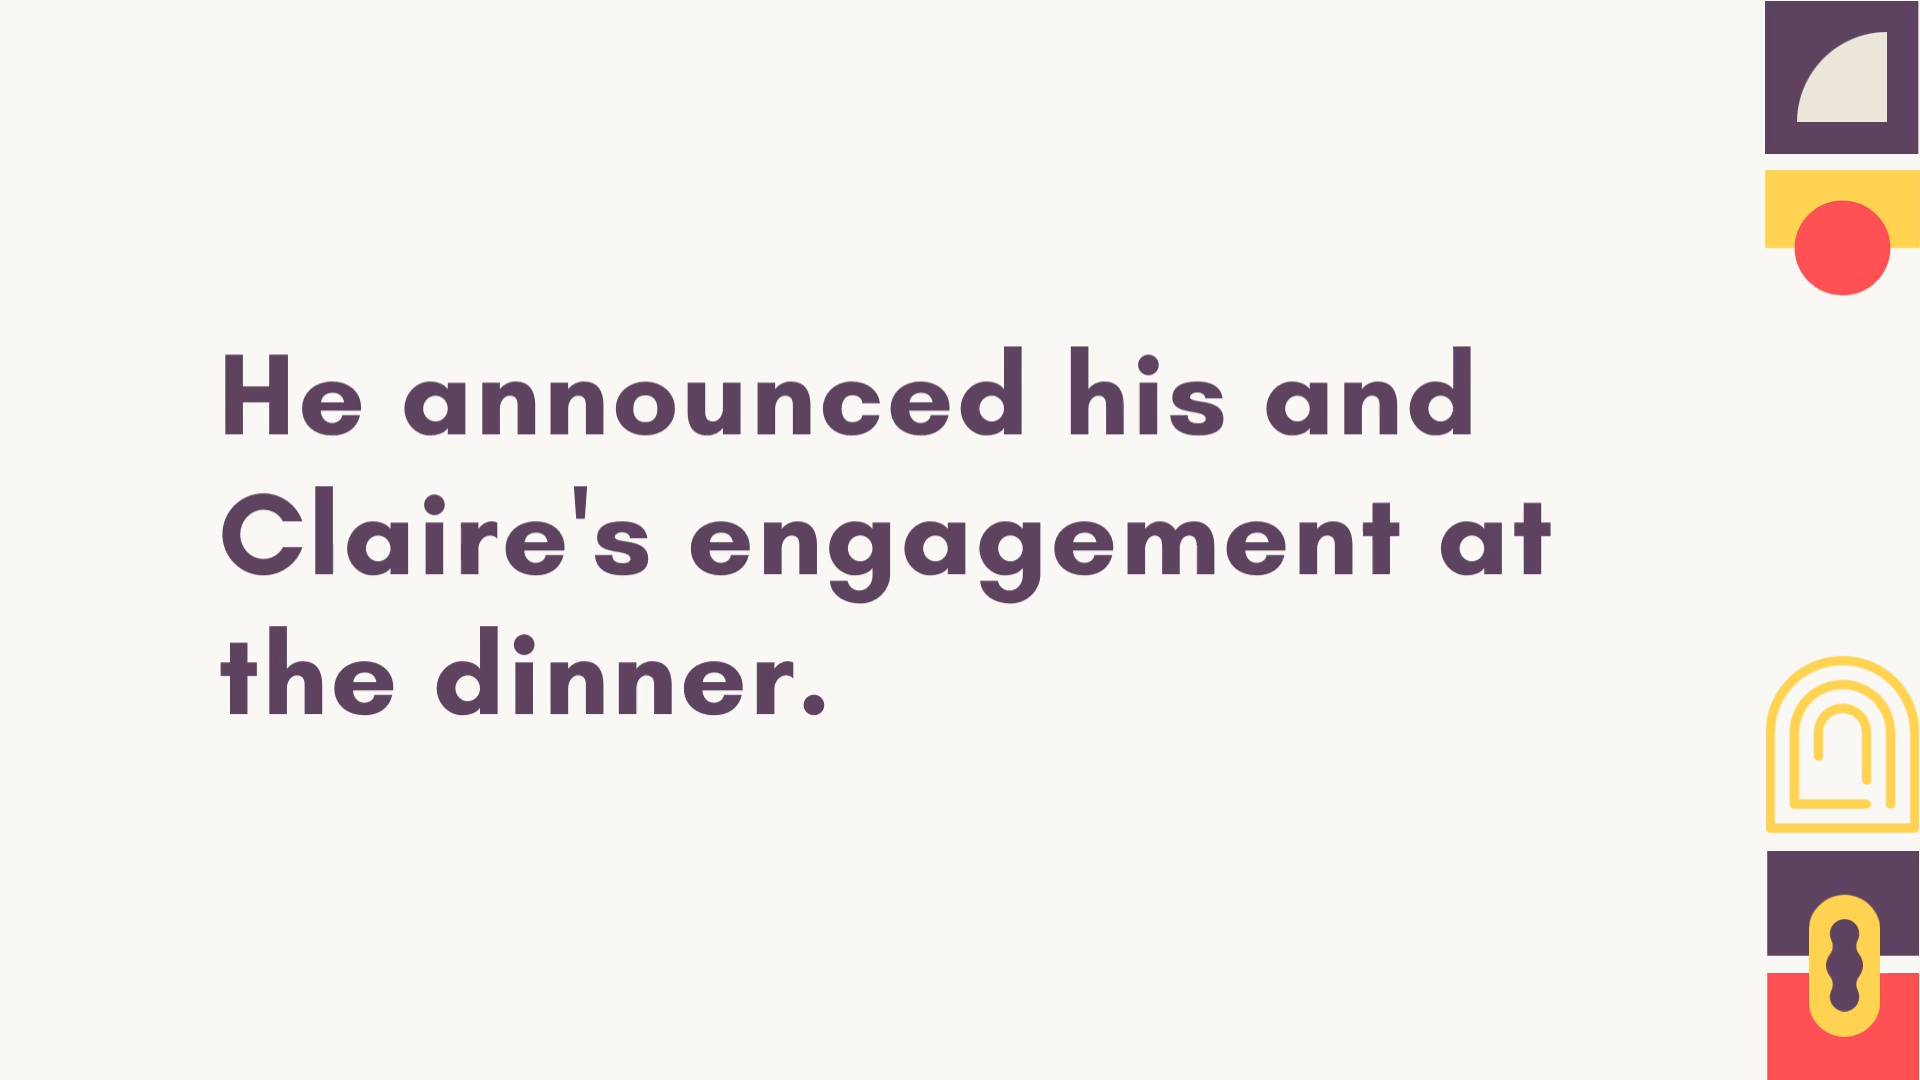 He announced his and
Claire's engagement at
the dinner.